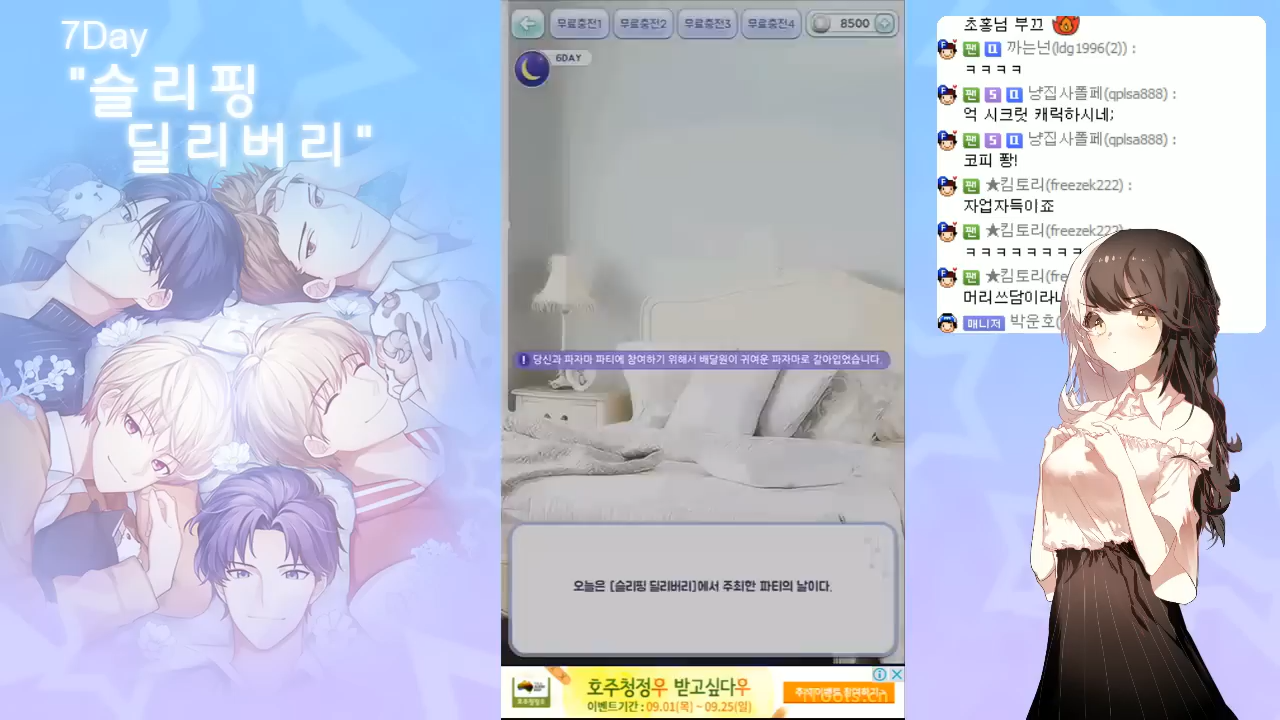 7Day
"슬리핑
딜리버리"
무료충전1
무료충전2
무료충전3
무료충전4
8500
6DAY
! 당신과 파자마 파티에 참여하기 위해서 배달원이 귀여운 파자마로 갈아입었습니다.
오늘은 [슬리핑 딜리버리]에서 주최한 파티의 날이다.
호주청정우 받고싶다우
이벤트기간 : 09.01(목) ~ 09.25(일)
초홍님 부끄
팬 까는넌(ldg1996(2)) :
ㅋㅋㅋㅋ
팬 S 냥집사폴페(qplsa888) :
억 시크릿 캐럭하시네;
팬 S 냥집사폴페(qplsa888) :
코피 퐝!
팬 ★킴토리(freezek222) :
자업자득이죠
팬 ★킴토리(freezek222) :
ㅋㅋㅋㅋㅋㅋㅋㅋ
팬 ★킴토리(fre
머리쓰담이라니
매니저 박운호(